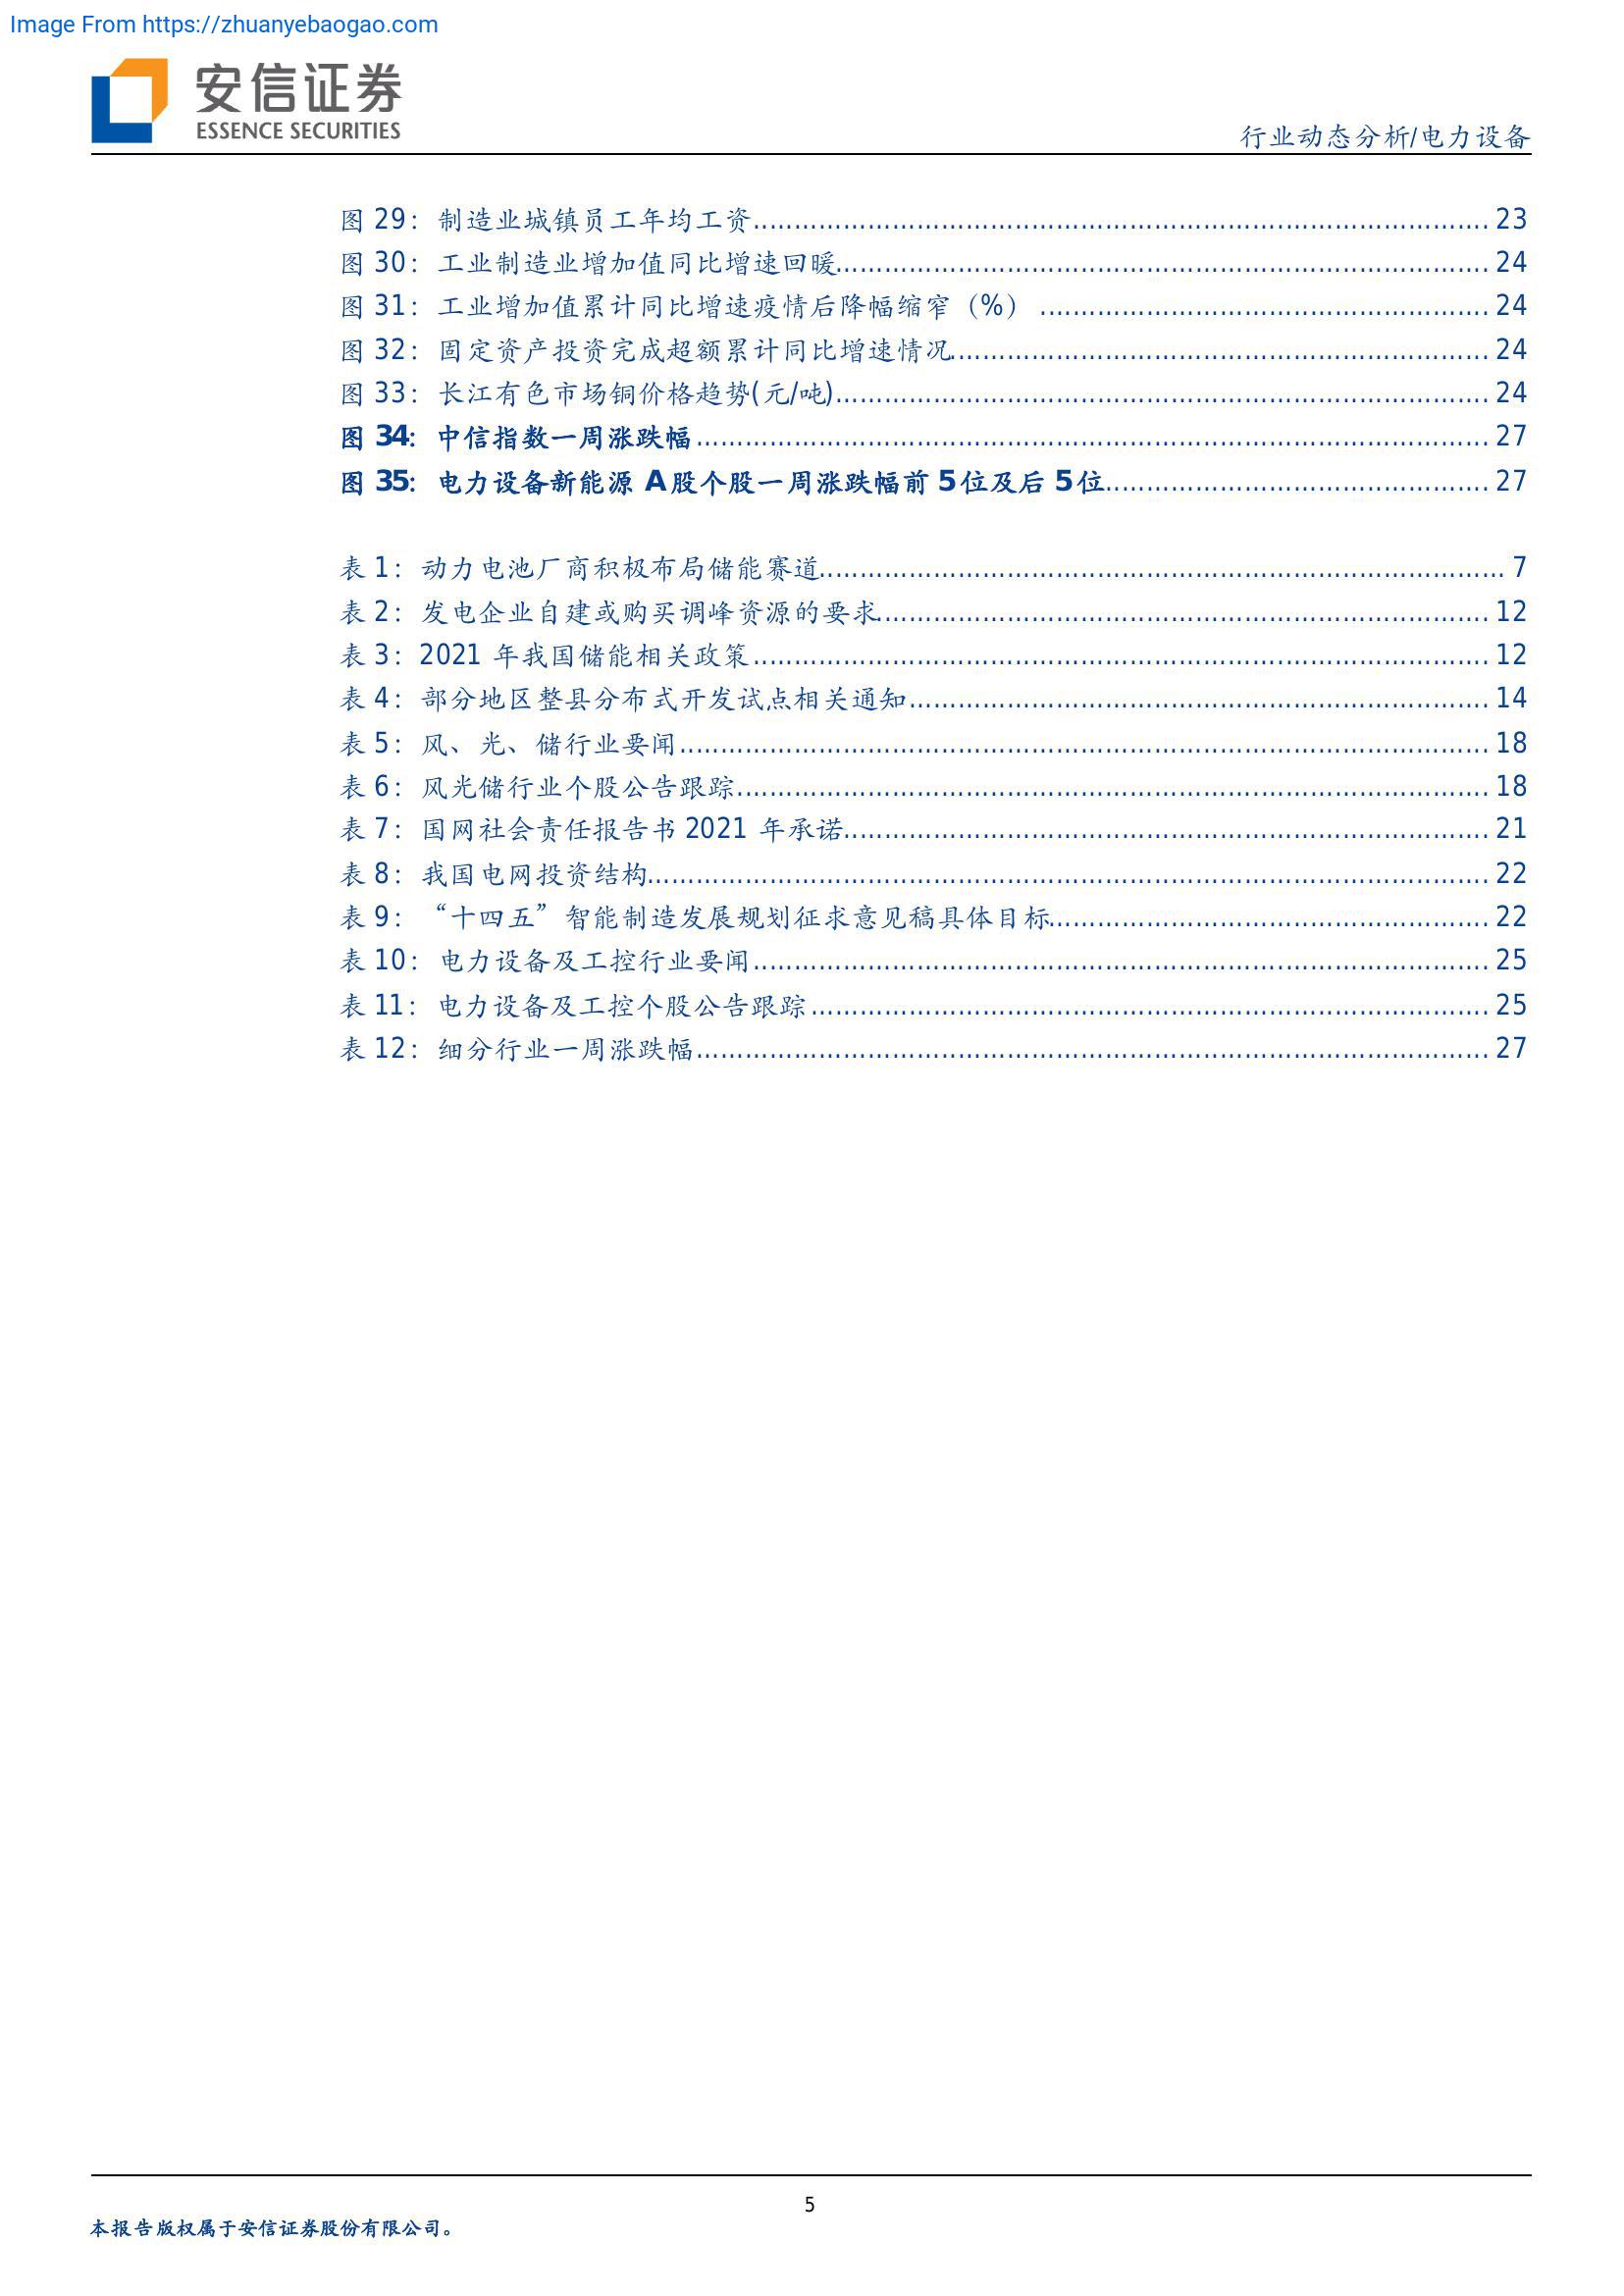 Image From https://zhuanyebaogao.com
安信证券
ESSENCE SECURITIES
行业动态分析/电力设备
图 29：制造业城镇员工年均工资 23
图 30：工业制造业增加值同比增速回暖 24
图 31：工业增加值累计同比增速疫情后降幅缩窄（%） 24
图 32：固定资产投资完成超额累计同比增速情况 24
图 33：长江有色市场铜价格趋势(元/吨) 24
图 34：中信指数一周涨跌幅 27
图 35：电力设备新能源 A 股个股一周涨跌幅前 5 位及后 5 位 27
表 1：动力电池厂商积极布局储能赛道 7
表 2：发电企业自建或购买调峰资源的要求 12
表 3：2021 年我国储能相关政策 12
表 4：部分地区整县分布式开发试点相关通知 14
表 5：风、光、储行业要闻 18
表 6：风光储行业个股公告跟踪 18
表 7：国网社会责任报告书 2021 年承诺 21
表 8：我国电网投资结构 22
表 9：“十四五”智能制造发展规划征求意见稿具体目标 22
表 10：电力设备及工控行业要闻 25
表 11：电力设备及工控个股公告跟踪 25
表 12：细分行业一周涨跌幅 27
5
本报告版权属于安信证券股份有限公司。